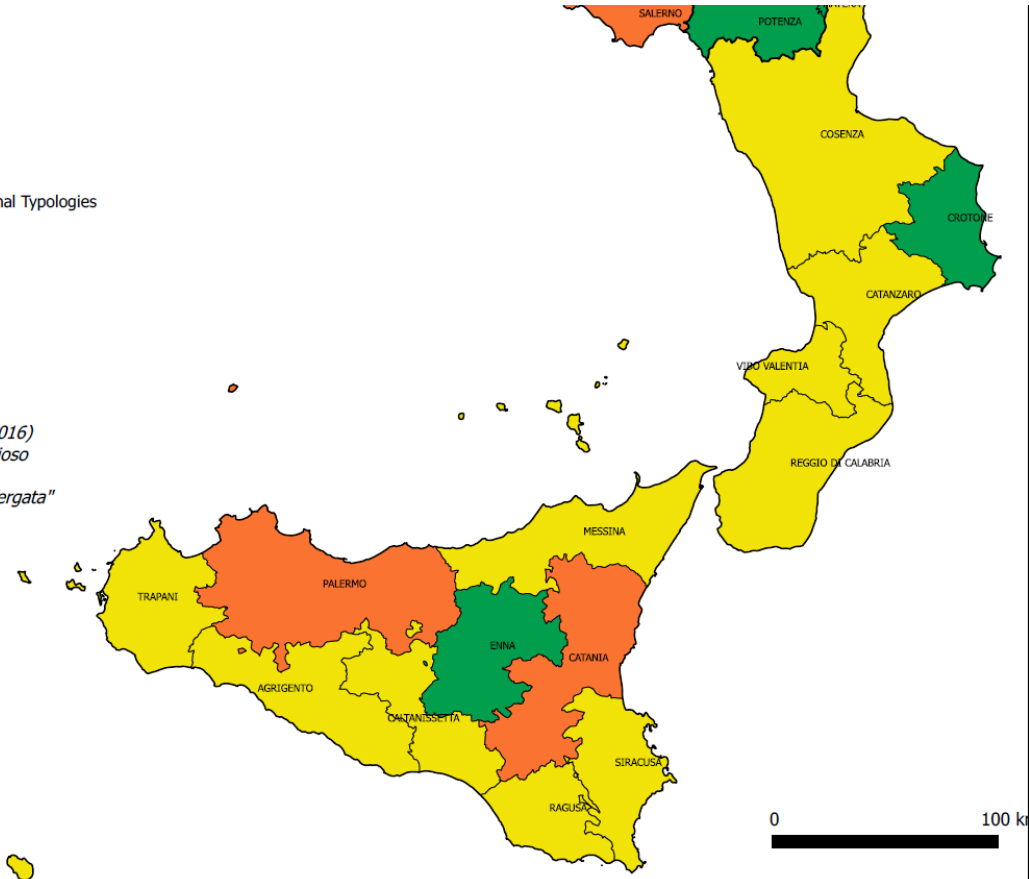 SALERNO
POTENZA
COSENZA
nal Typologies
CROTONE
CATANZARO
VIBO VALENTIA
016)
ioso
REGGIO DI CALABRIA
ergata"
MESSINA
PALERMO
TRAPANI
ENNA
CATANIA
AGRIGENTO
CALTANISSETTA
SIRACUSA
RAGUSA
0 100 k